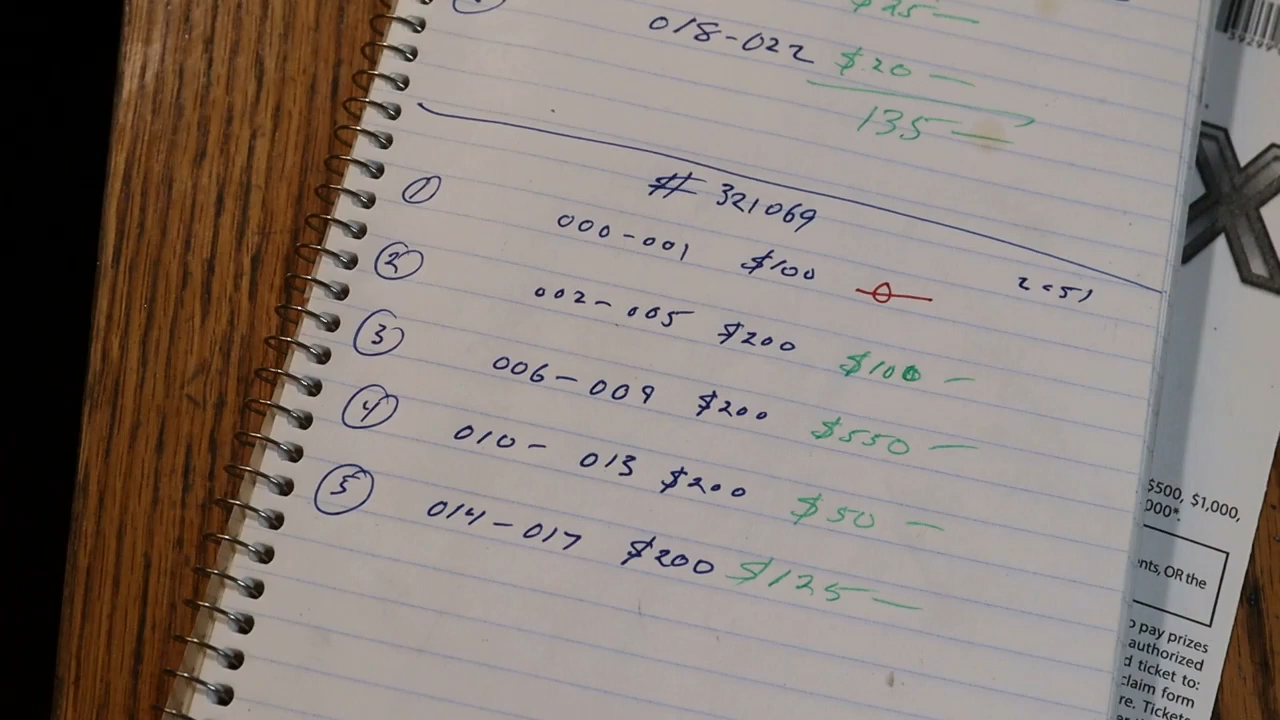 $25 —
018-022 $20 —
135 —
# 321069
① 000-001 $100 0 2=51
② 002-005 $200 $100 —
③ 006-009 $200 $550 —
④ 010- 013 $200 $50 —
⑤ 014-017 $200 $125 —
X
$500, $1,000,
000*.
ents, OR the
o pay prizes
authorized
d ticket to:
claim form
re. Tickets